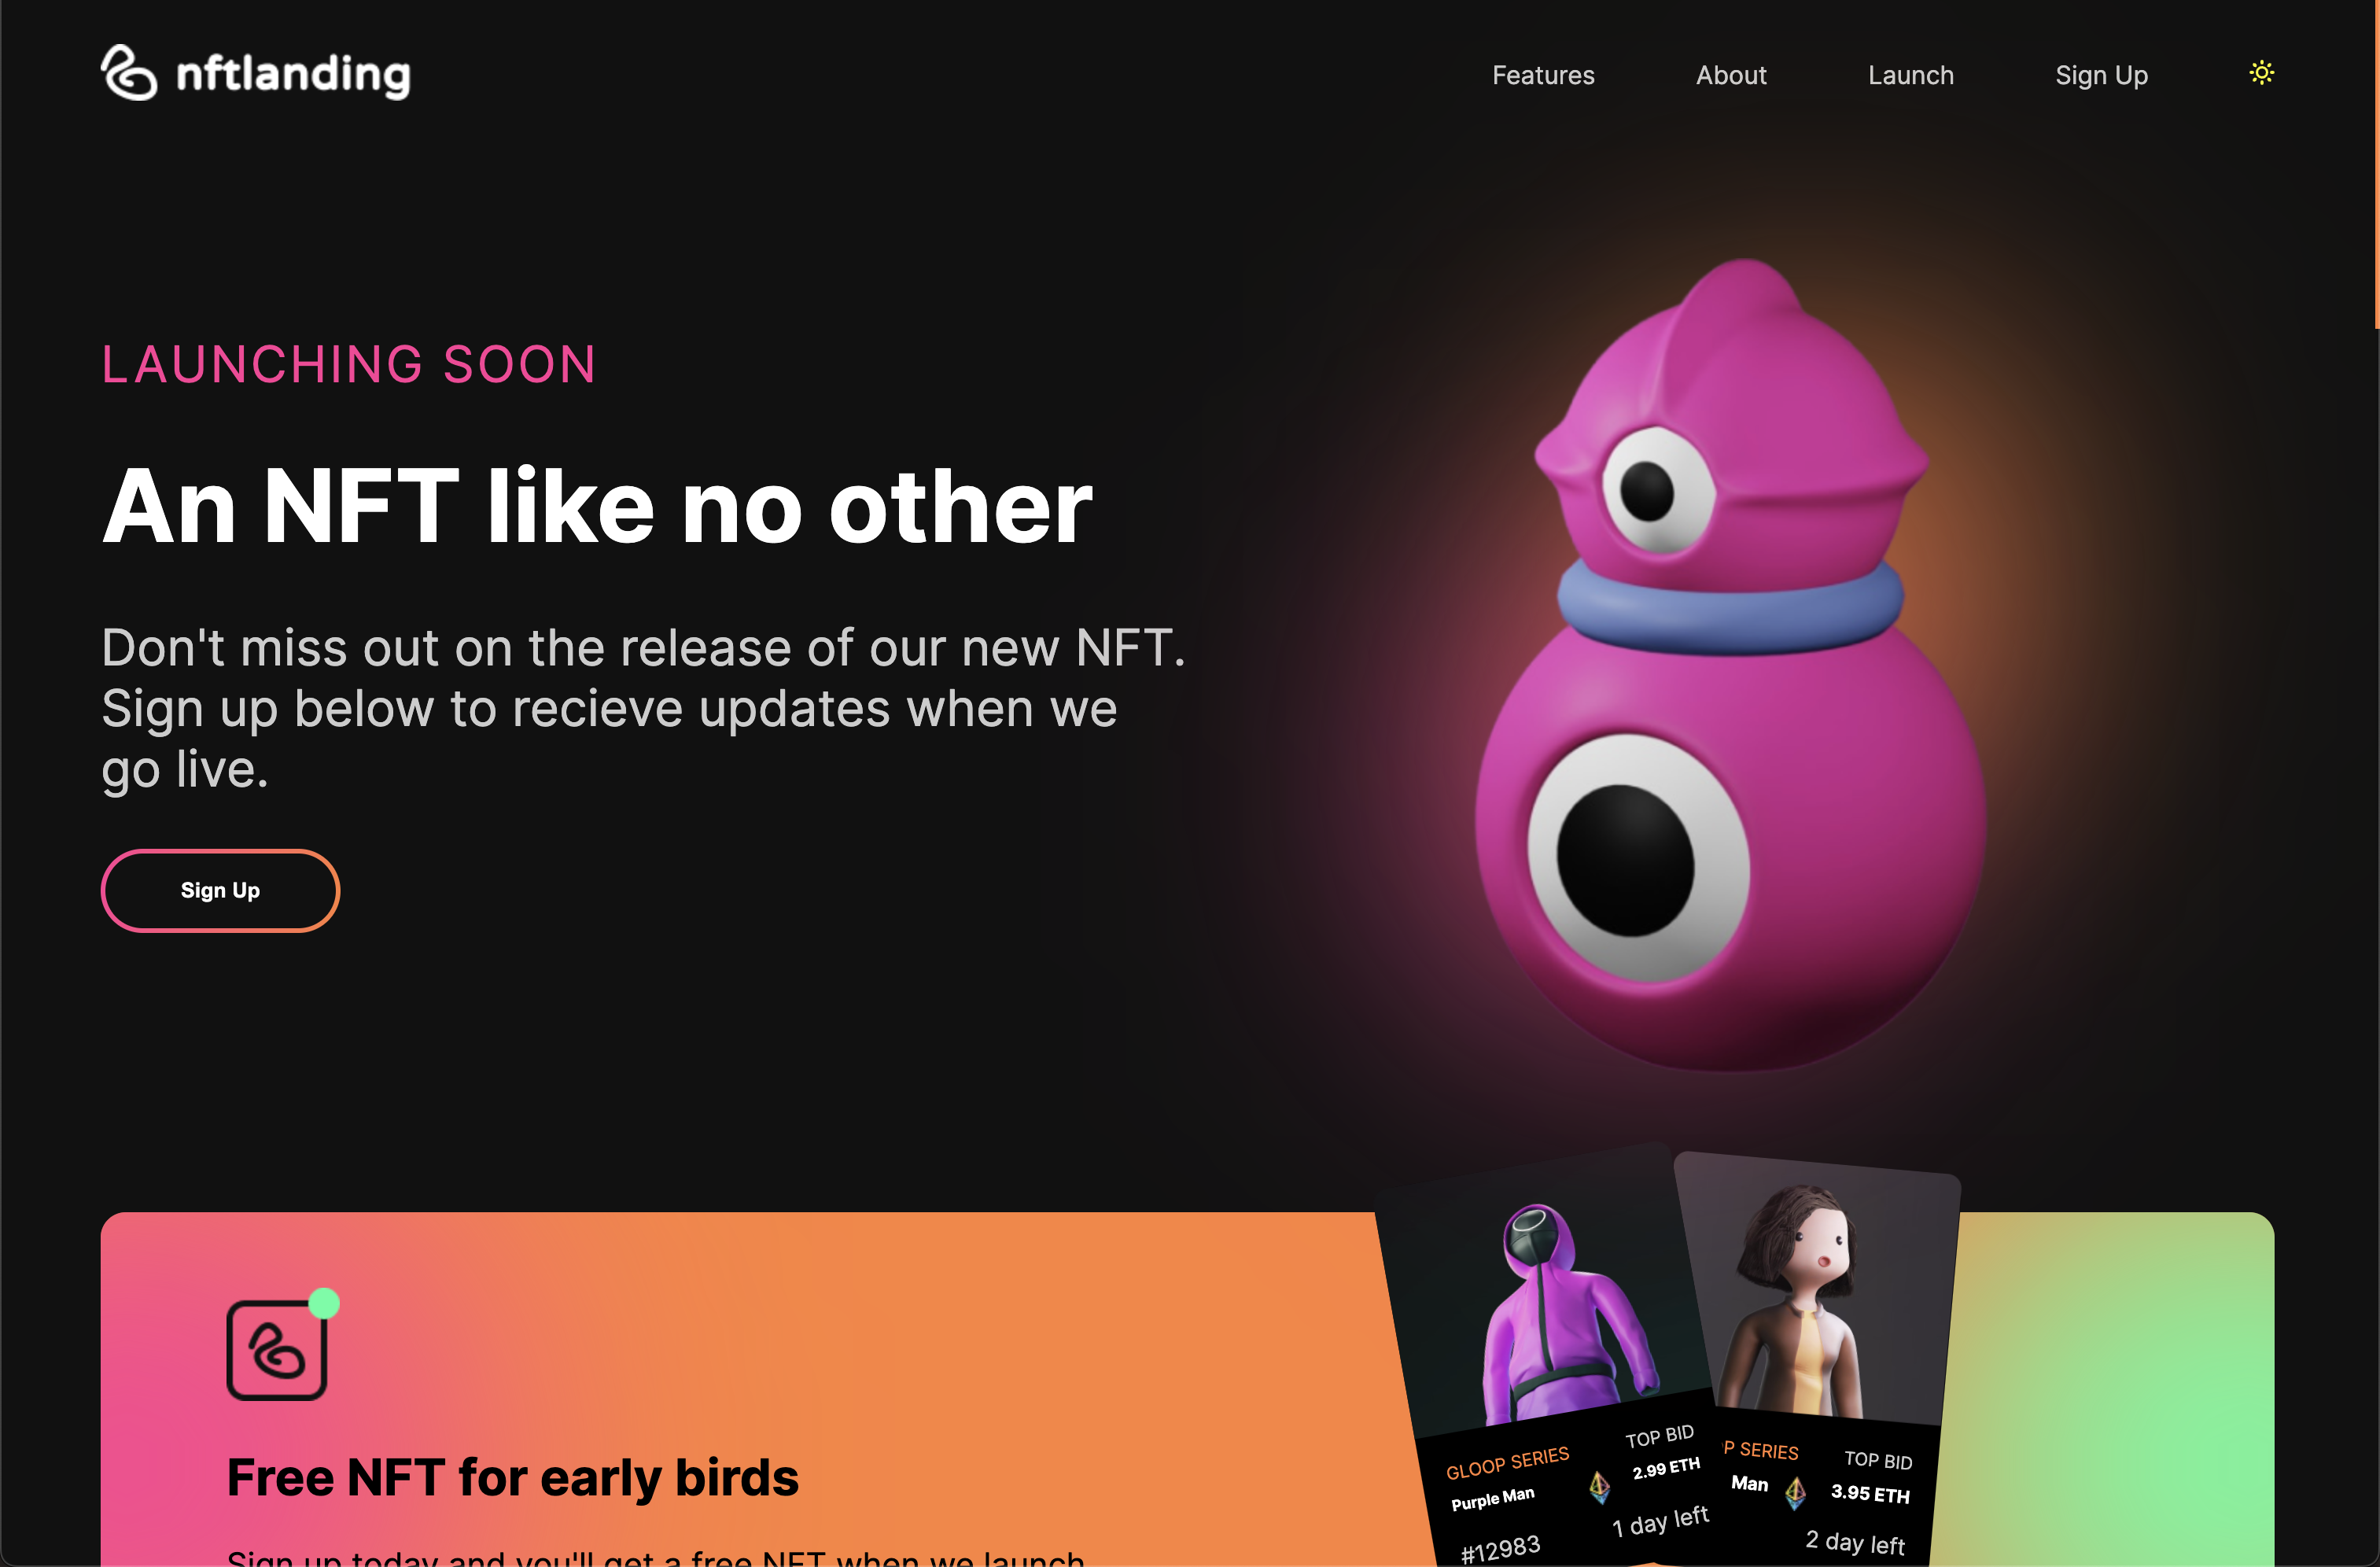 nftlanding
Features
About
Launch
Sign Up
LAUNCHING SOON
An NFT like no other
Don't miss out on the release of our new NFT.
Sign up below to recieve updates when we
go live.
Sign Up
Free NFT for early birds
Sign up today and you'll get a free NFT when we launch
GLOOP SERIES
TOP BID
Purple Man
2.99 ETH
#12983
1 day left
P SERIES
TOP BID
Man
3.95 ETH
2 day left